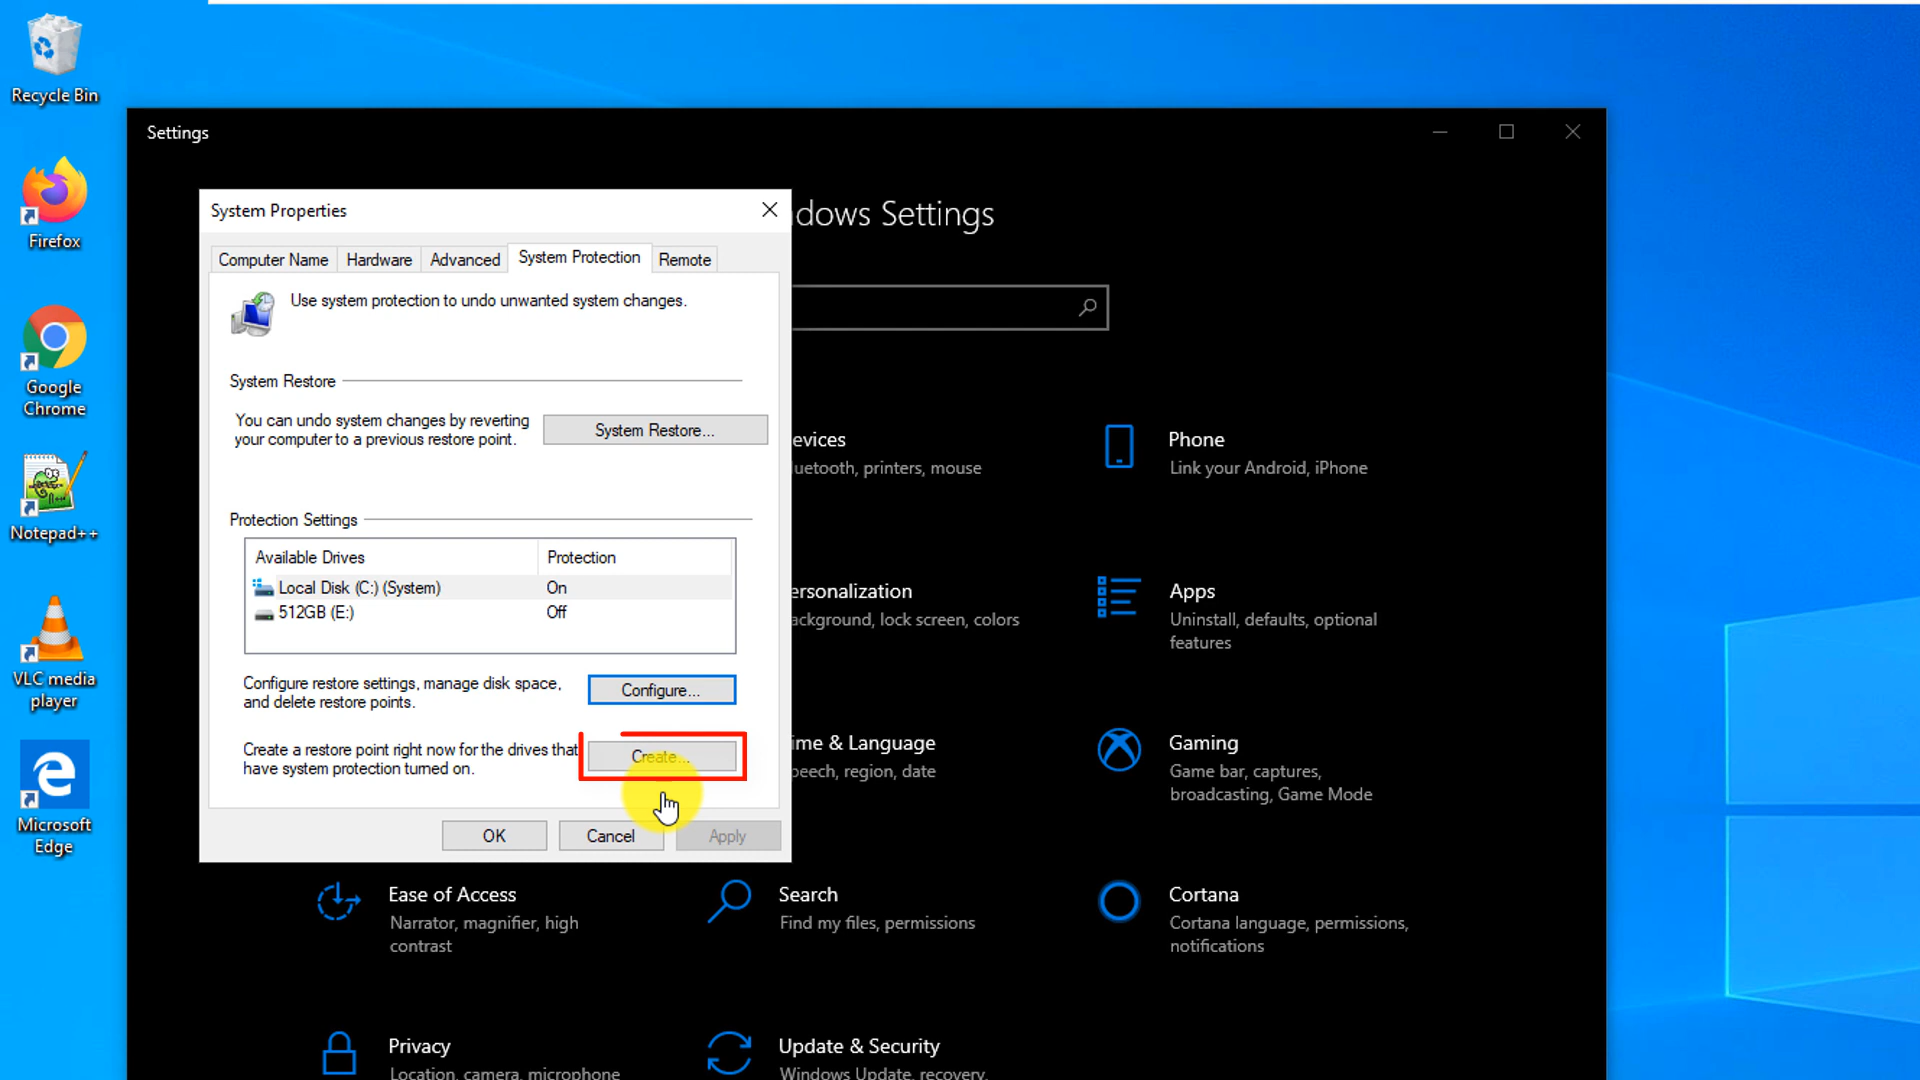 Recycle Bin
Firefox
Google
Chrome
Notepad++
VLC media
player
Microsoft
Edge
Settings
System Properties
Computer Name
Hardware
Advanced
System Protection
Remote
Use system protection to undo unwanted system changes.
System Restore
You can undo system changes by reverting
your computer to a previous restore point.
System Restore...
Protection Settings
Available Drives
Protection
Local Disk (C:) (System)
On
512GB (E:)
Off
Configure restore settings, manage disk space,
and delete restore points.
Configure...
Create a restore point right now for the drives that
have system protection turned on.
Create...
OK
Cancel
Apply
dows Settings
evices
uetooth, printers, mouse
Phone
Link your Android, iPhone
ersonalization
ackground, lock screen, colors
Apps
Uninstall, defaults, optional
features
ime & Language
peech, region, date
Gaming
Game bar, captures,
broadcasting, Game Mode
Ease of Access
Narrator, magnifier, high
contrast
Search
Find my files, permissions
Cortana
Cortana language, permissions,
notifications
Privacy
Location, camera, microphone
Update & Security
Windows Update, recovery,